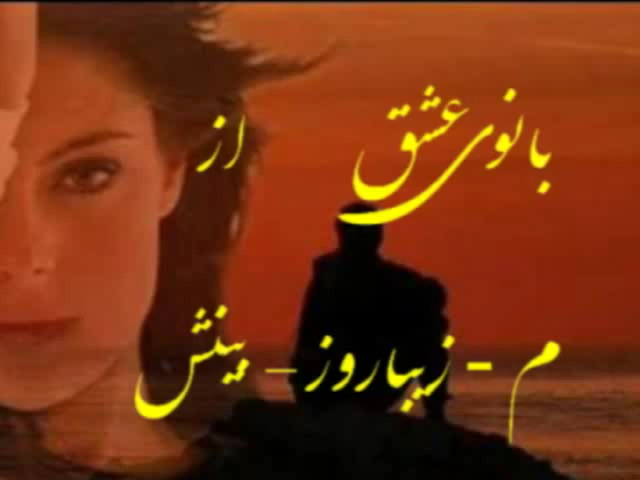 بانوی عشق از
م - زیباروز - بینش